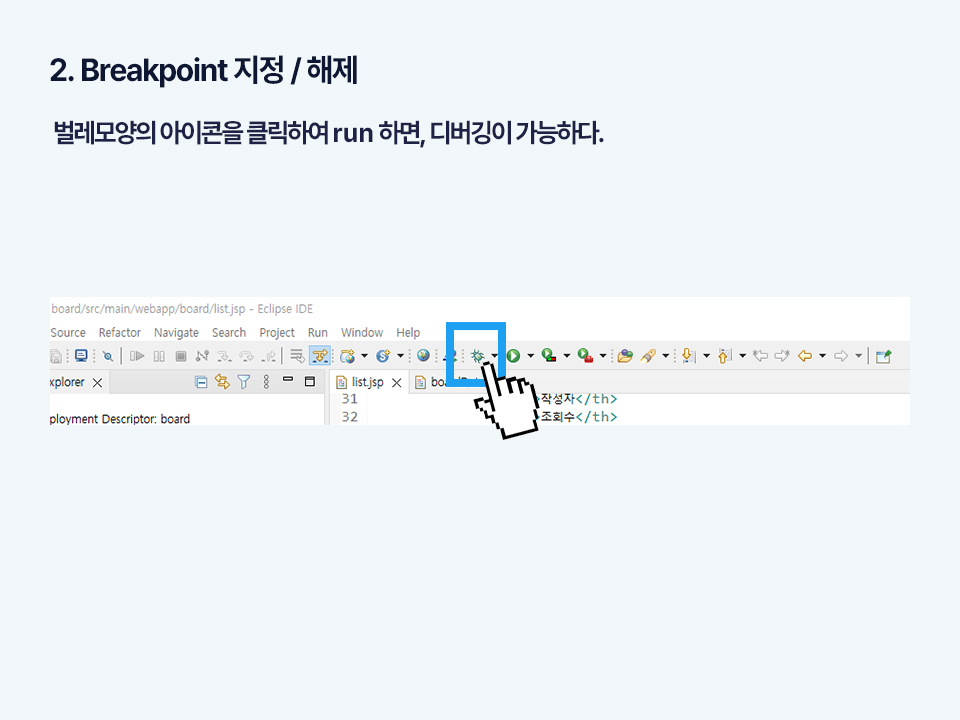 2. Breakpoint 지정 / 해제
벌레모양의 아이콘을 클릭하여 run 하면, 디버깅이 가능하다.
board/src/main/webapp/board/list.jsp - Eclipse IDE
Source Refactor Navigate Search Project Run Window Help
xplorer list.jsp
31 작성자</th>
ployment Descriptor: board
32 조회수</th>